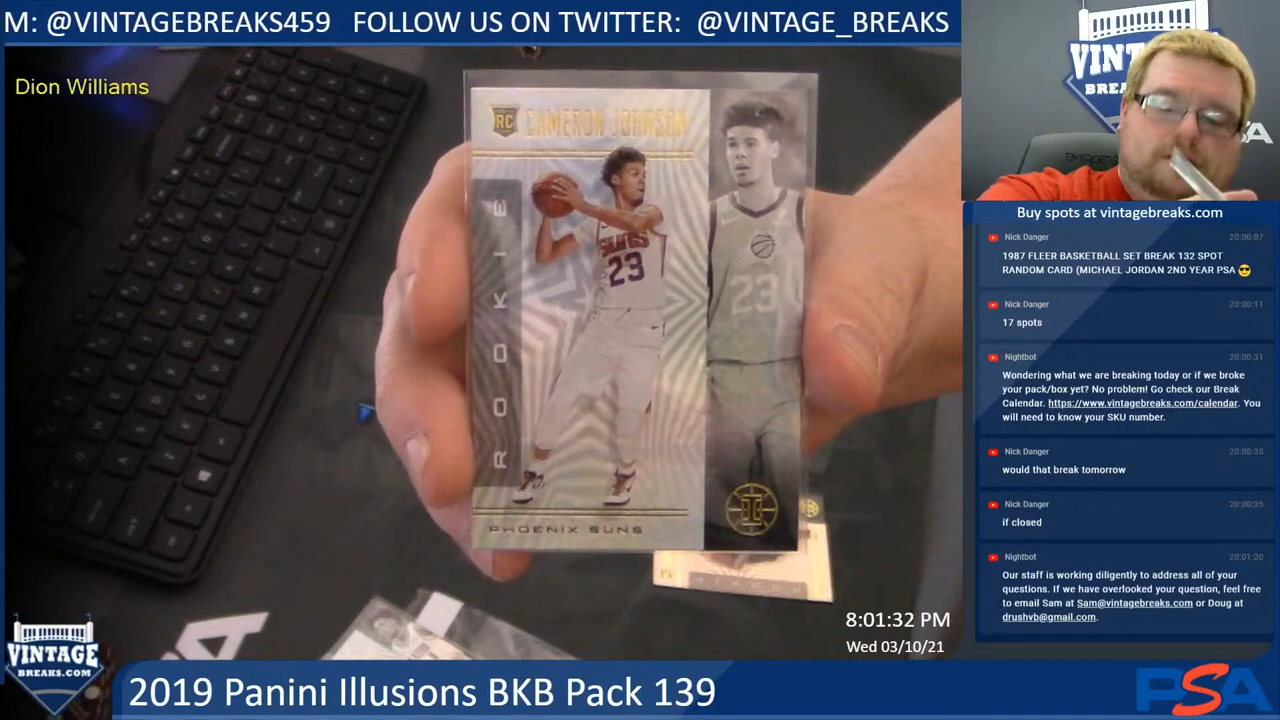 M: @VINTAGEBREAKS459 FOLLOW US ON TWITTER: @VINTAGE_BREAKS
Dion Williams
RC CAMERON JOHNSON
ROOKIE
SUNS
23
23
PHOENIX SUNS
Buy spots at vintagebreaks.com
Nick Danger 20:00:07
1987 FLEER BASKETBALL SET BREAK 132 SPOT
RANDOM CARD (MICHAEL JORDAN 2ND YEAR PSA 😎
Nick Danger 20:00:11
17 spots
Nightbot 20:00:31
Wondering what we are breaking today or if we broke
your pack/box yet? No problem! Go check our Break
Calendar. https://www.vintagebreaks.com/calendar. You
will need to know your SKU number.
Nick Danger 20:00:35
would that break tomorrow
Nick Danger 20:00:35
if closed
Nightbot 20:01:20
Our staff is working diligently to address all of your
questions. If we have overlooked your question, feel free
to email Sam at Sam@vintagebreaks.com or Doug at
drushvb@gmail.com.
8:01:32 PM
Wed 03/10/21
VINTAGE
BREAKS.COM
2019 Panini Illusions BKB Pack 139
PSA